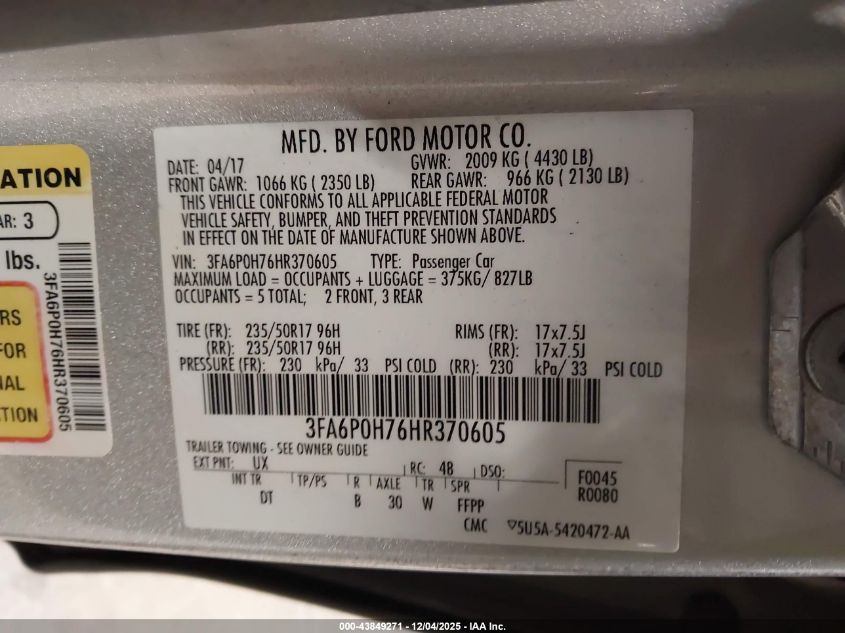 MFD. BY FORD MOTOR CO.
DATE: 04/17 GVWR: 2009 KG ( 4430 LB)
FRONT GAWR: 1066 KG ( 2350 LB) REAR GAWR: 966 KG ( 2130 LB)
THIS VEHICLE CONFORMS TO ALL APPLICABLE FEDERAL MOTOR
VEHICLE SAFETY, BUMPER, AND THEFT PREVENTION STANDARDS
IN EFFECT ON THE DATE OF MANUFACTURE SHOWN ABOVE.
VIN: 3FA6P0H76HR370605 TYPE: Passenger Car
MAXIMUM LOAD = OCCUPANTS + LUGGAGE = 375KG/ 827LB
OCCUPANTS = 5 TOTAL; 2 FRONT, 3 REAR
TIRE (FR): 235/50R17 96H RIMS (FR): 17x7.5J
(RR): 235/50R17 96H (RR): 17x7.5J
PRESSURE (FR): 230 kPa/ 33 PSI COLD (RR): 230 kPa/ 33 PSI COLD
3FA6P0H76HR370605
TRAILER TOWING - SEE OWNER GUIDE
EXT PNT: UX RC: 48 DSO:
INT TR TP/PS R AXLE TR SPR
DT B 30 W FFPP
F0045
R0080
CMC 5U5A-5420472-AA
ATION
AR: 3
lbs.
RS
FOR
NAL
TION
3FA6P0H76HR370605
000-43849271 - 12/04/2025 - IAA Inc.